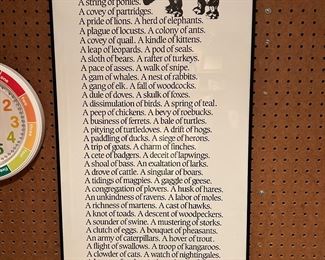 A string of ponies.
A covey of partridges.
A pride of lions. A herd of elephants.
A plague of locusts. A colony of ants.
A covey of quail. A kindle of kittens.
A leap of leopards. A pod of seals.
A sloth of bears. A rafter of turkeys.
A pace of asses. A walk of snipe.
A gam of whales. A nest of rabbits.
A gang of elk. A fall of woodcocks.
A dule of doves. A skulk of foxes.
A dissimulation of birds. A spring of teal.
A peep of chickens. A bevy of roebucks.
A business of ferrets. A bale of turtles.
A pitying of turtledoves. A drift of hogs.
A paddling of ducks. A siege of herons.
A trip of goats. A charm of finches.
A cete of badgers. A deceit of lapwings.
A shoal of bass. An exaltation of larks.
A drove of cattle. A singular of boars.
A tidings of magpies. A gaggle of geese.
A congregation of plovers. A husk of hares.
An unkindness of ravens. A labor of moles.
A richness of martens. A cast of hawks.
A knot of toads. A descent of woodpeckers.
A sounder of swine. A mustering of storks.
A clutch of eggs. A bouquet of pheasants.
An army of caterpillars. A hover of trout.
A flight of swallows. A troop of kangaroos.
A clowder of cats. A watch of nightingales.
1
2
3
4
5